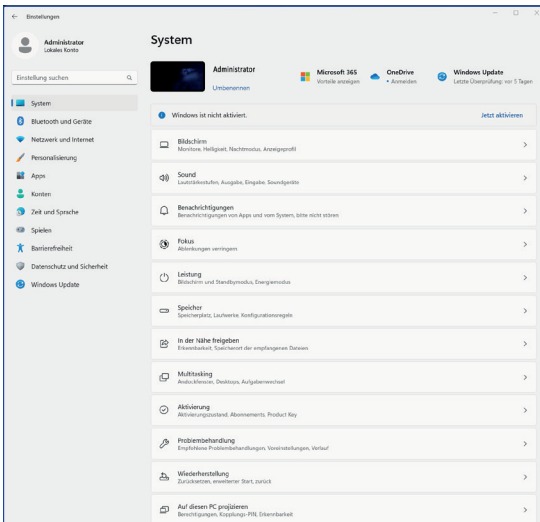 Einstellungen
Administrator
Lokales Konto
Einstellung suchen
System
Bluetooth und Geräte
Netzwerk und Internet
Personalisierung
Apps
Konten
Zeit und Sprache
Spielen
Barrierefreiheit
Datenschutz und Sicherheit
Windows Update
System
Administrator
Umbenennen
Microsoft 365
Vorteile anzeigen
OneDrive
• Anmelden
Windows Update
Letzte Überprüfung: vor 5 Tagen
Windows ist nicht aktiviert.
Jetzt aktivieren
Bildschirm
Monitore, Helligkeit, Nachtmodus, Anzeigeprofil
Sound
Lautstärkestufen, Ausgabe, Eingabe, Soundgeräte
Benachrichtigungen
Benachrichtigungen von Apps und vom System, bitte nicht stören
Fokus
Ablenkungen verringern
Leistung
Bildschirm und Standbymodus, Energiemodus
Speicher
Speicherplatz, Laufwerke, Konfigurationsregeln
In der Nähe freigeben
Erkennbarkeit, Speicherort der empfangenen Dateien
Multitasking
Andockfenster, Desktops, Aufgabenwechsel
Aktivierung
Aktivierungszustand, Abonnements, Product Key
Problembehandlung
Empfohlene Problembehandlungen, Voreinstellungen, Verlauf
Wiederherstellung
Zurücksetzen, erweiterter Start, zurück
Auf diesen PC projizieren
Berechtigungen, Kopplungs-PIN, Erkennbarkeit